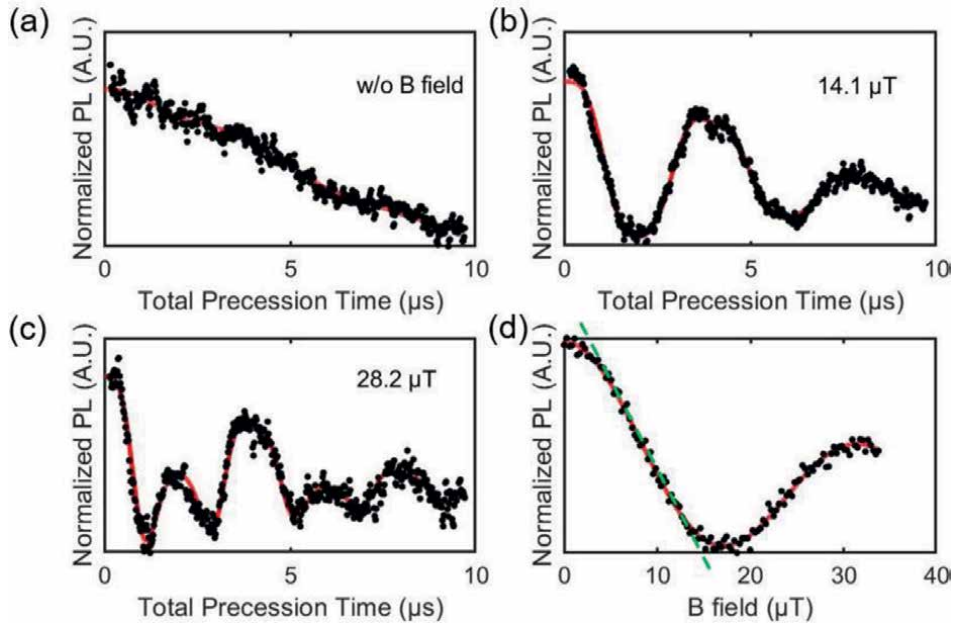 (a)
Normalized PL (A.U.)
w/o B field
0
5
10
Total Precession Time (μs)
(b)
Normalized PL (A.U.)
14.1 μT
0
5
10
Total Precession Time (μs)
(c)
Normalized PL (A.U.)
28.2 μT
0
5
10
Total Precession Time (μs)
(d)
Normalized PL (A.U.)
0
10
20
30
40
B field (μT)